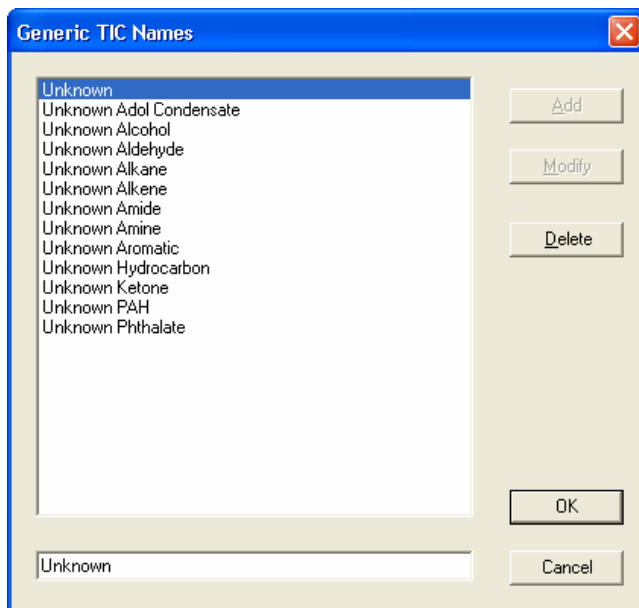 Generic TIC Names
Unknown
Unknown Adol Condensate
Unknown Alcohol
Unknown Aldehyde
Unknown Alkane
Unknown Alkene
Unknown Amide
Unknown Amine
Unknown Aromatic
Unknown Hydrocarbon
Unknown Ketone
Unknown PAH
Unknown Phthalate
Add
Modify
Delete
OK
Unknown
Cancel